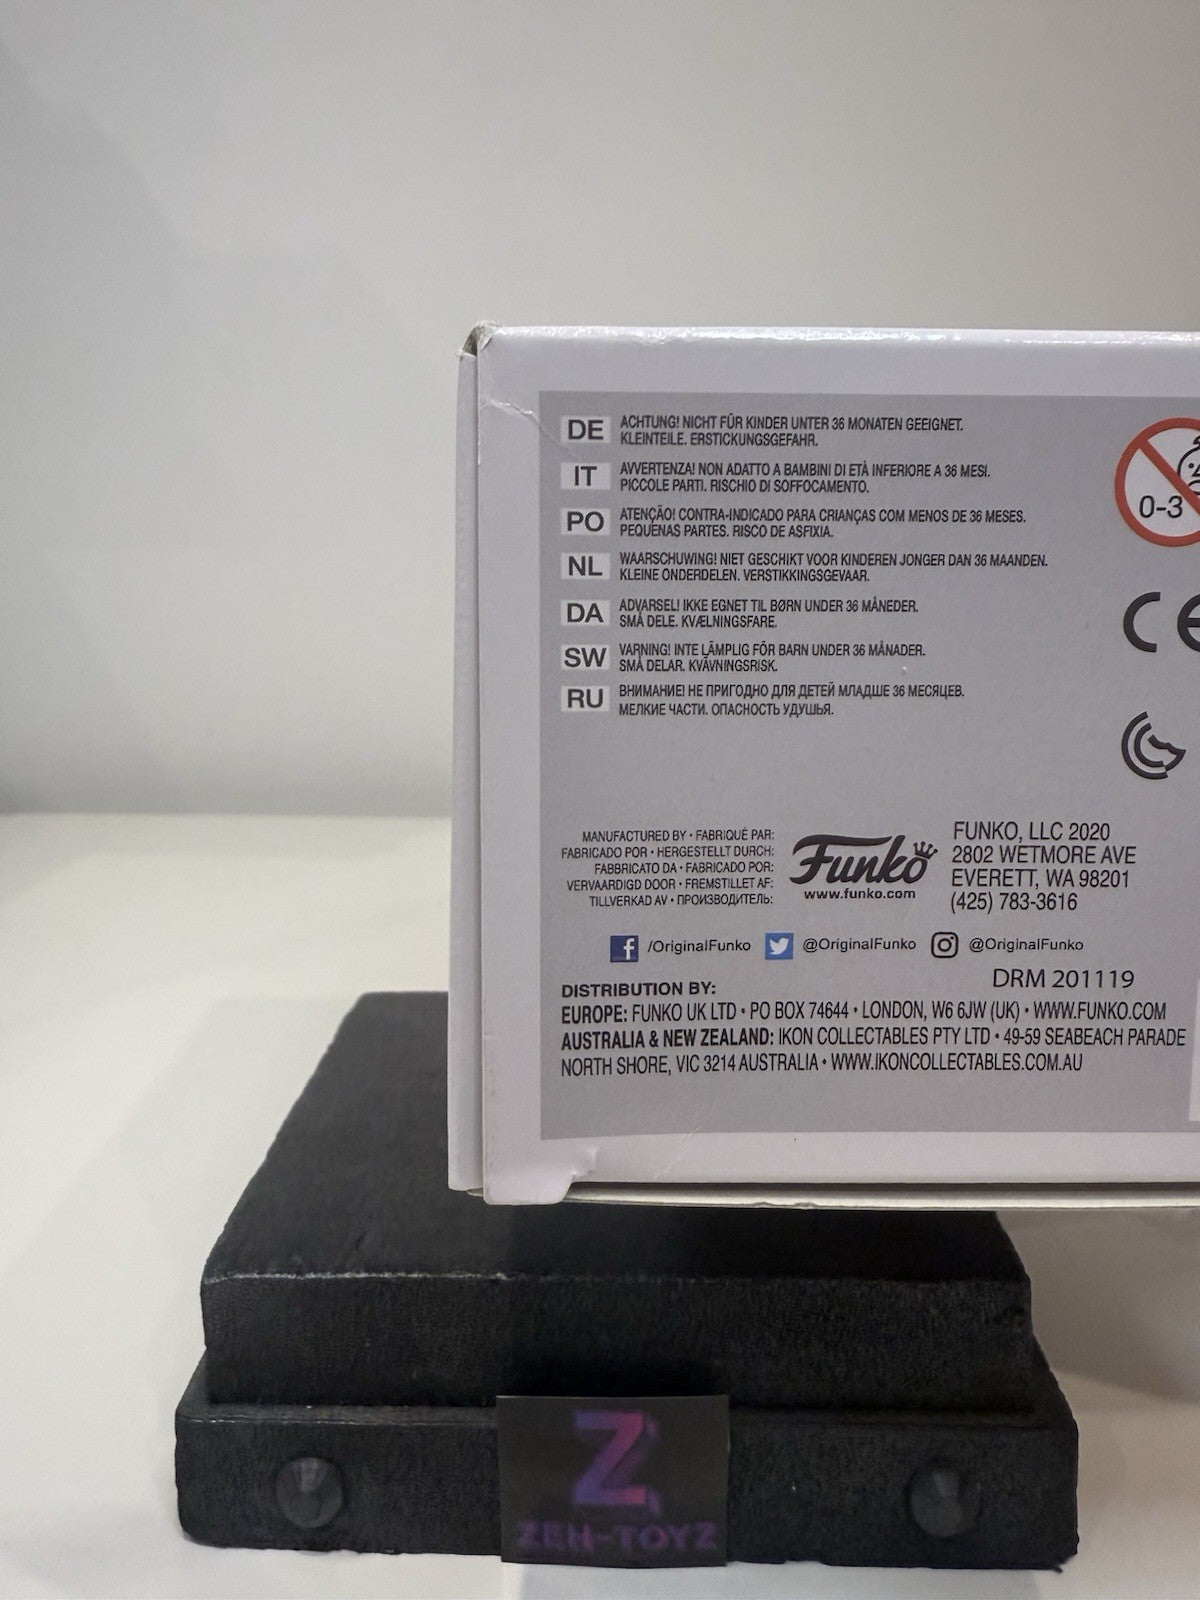 DE ACHTUNG! NICHT FÜR KINDER UNTER 36 MONATEN GEEIGNET.
KLEINTEILE. ERSTICKUNGSGEFAHR.
IT AVVERTENZA! NON ADATTO A BAMBINI DI ETÀ INFERIORE A 36 MESI.
PICCOLE PARTI. RISCHIO DI SOFFOCAMENTO.
PO ATENÇÃO! CONTRA-INDICADO PARA CRIANÇAS COM MENOS DE 36 MESES.
PEQUENAS PARTES. RISCO DE ASFIXIA.
NL WAARSCHUWING! NIET GESCHIKT VOOR KINDEREN JONGER DAN 36 MAANDEN.
KLEINE ONDERDELEN. VERSTIKKINGSGEVAAR.
DA ADVARSEL! IKKE EGNET TIL BØRN UNDER 36 MÅNEDER.
SMÅ DELE. KVÆLNINGSFARE.
SW VARNING! INTE LÄMPLIG FÖR BARN UNDER 36 MÅNADER.
SMÅ DELAR. KVÄVNINGSRISK.
RU ВНИМАНИЕ! НЕ ПРИГОДНО ДЛЯ ДЕТЕЙ МЛАДШЕ 36 МЕСЯЦЕВ.
МЕЛКИЕ ЧАСТИ. ОПАСНОСТЬ УДУШЬЯ.
0-3
CE
MANUFACTURED BY • FABRIQUÉ PAR:
FABRICADO POR • HERGESTELLT DURCH:
FABBRICATO DA • FABRICADO POR:
VERVAARDIGD DOOR • FREMSTILLET AF:
TILLVERKAD AV • ПРОИЗВОДИТЕЛЬ:
Funko
www.funko.com
FUNKO, LLC 2020
2802 WETMORE AVE
EVERETT, WA 98201
(425) 783-3616
f /OriginalFunko @OriginalFunko @OriginalFunko
DRM 201119
DISTRIBUTION BY:
EUROPE: FUNKO UK LTD • PO BOX 74644 • LONDON, W6 6JW (UK) • WWW.FUNKO.COM
AUSTRALIA & NEW ZEALAND: IKON COLLECTABLES PTY LTD • 49-59 SEABEACH PARADE
NORTH SHORE, VIC 3214 AUSTRALIA • WWW.IKONCOLLECTABLES.COM.AU
Z
ZEN-TOYZ